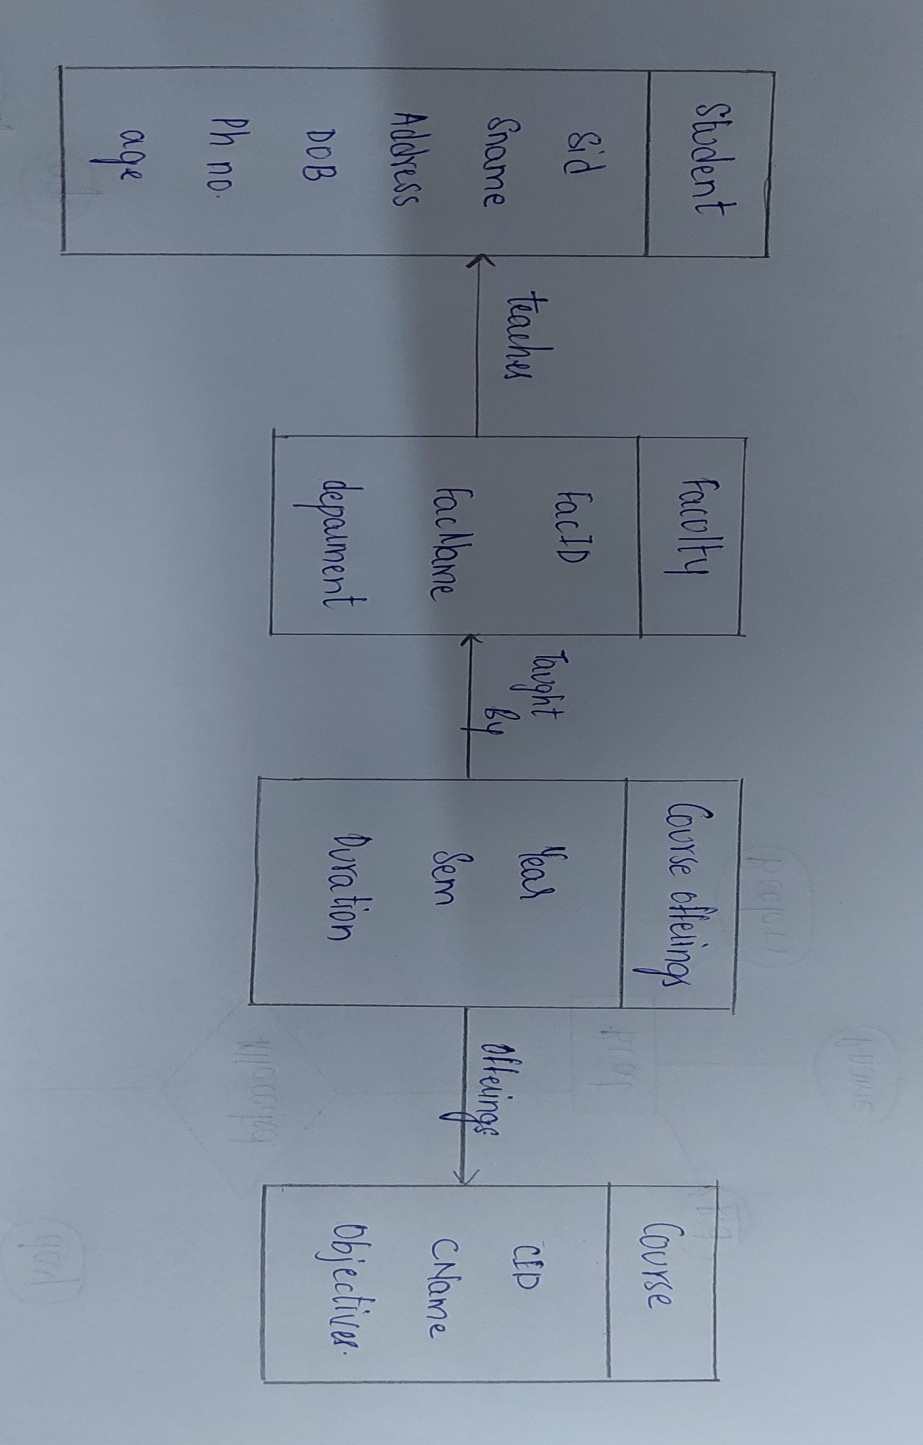 Student
Sid
Sname
Address
DOB
Ph no.
age
teaches
Faculty
FacID
FacName
deparment
Taught
By
Course offerings
Year
Sem
Duration
Offerings
Course
CID
CName
Objectives.